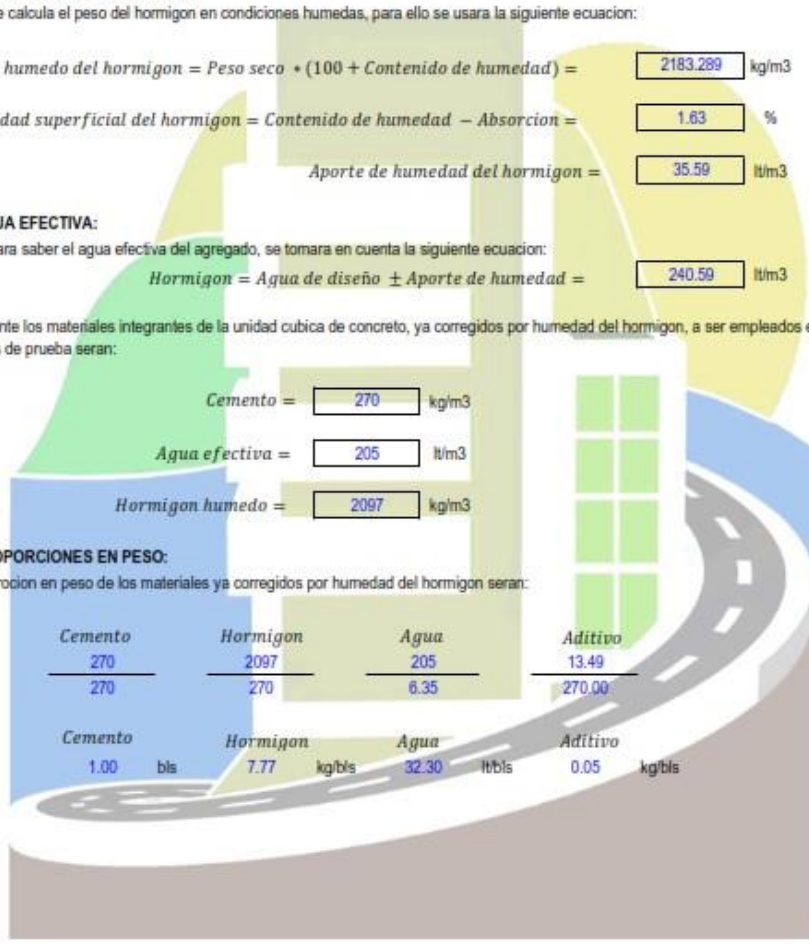 e calcula el peso del hormigon en condiciones humedas, para ello se usara la siguiente ecuacion:
humedo del hormigon = Peso seco * (100 + Contenido de humedad) = 2183.289 kg/m3
dad superficial del hormigon = Contenido de humedad − Absorcion = 1.63 %
Aporte de humedad del hormigon = 35.59 lt/m3
UA EFECTIVA:
ara saber el agua efectiva del agregado, se tomara en cuenta la siguiente ecuacion:
Hormigon = Agua de diseño ± Aporte de humedad = 240.59 lt/m3
nte los materiales integrantes de la unidad cubica de concreto, ya corregidos por humedad del hormigon, a ser empleados e
de prueba seran:
Cemento = 270 kg/m3
Agua efectiva = 205 lt/m3
Hormigon humedo = 2097 kg/m3
OPORCIONES EN PESO:
rocion en peso de los materiales ya corregidos por humedad del hormigon seran:
Cemento Hormigon Agua Aditivo
270 2097 205 13.49
270 270 6.35 270.00
Cemento Hormigon Agua Aditivo
1.00 bls 7.77 kg/bls 32.30 lt/bls 0.05 kg/bls